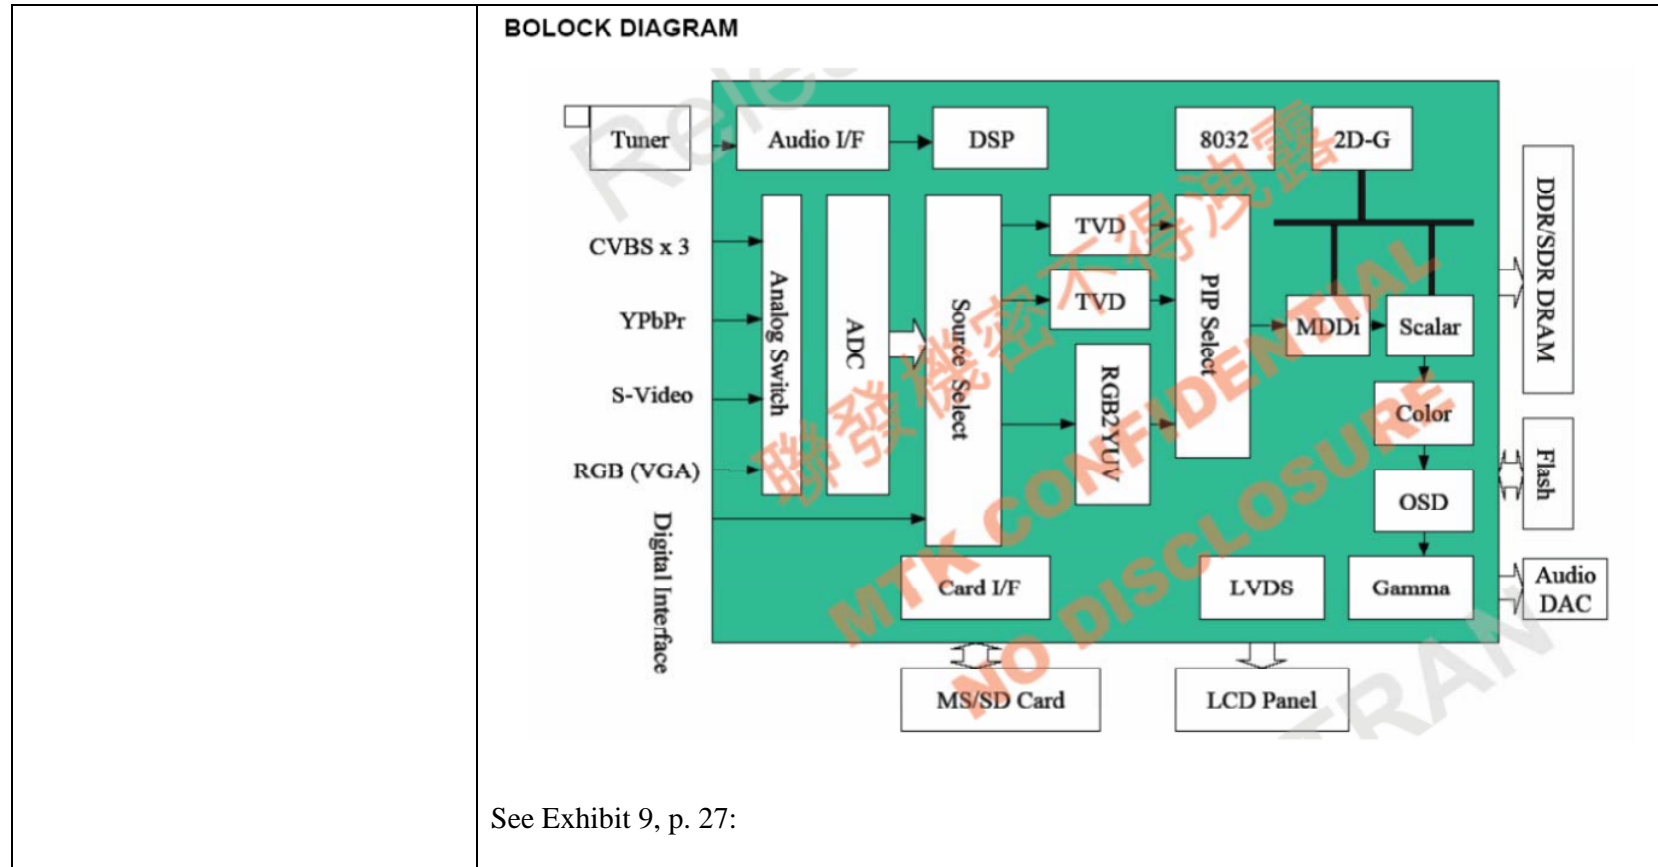 BOLOCK DIAGRAM
Tuner
Audio I/F
DSP
8032
2D-G
CVBS x 3
YPbPr
S-Video
RGB (VGA)
Digital Interface
Analog Switch
ADC
Source Select
TVD
TVD
RGB2YUV
PIP Select
MDDi
Scalar
Color
OSD
Gamma
LVDS
Card I/F
DDR/SDR DRAM
Flash
Audio
DAC
MS/SD Card
LCD Panel
聯發機密不得洩露
MTK CONFIDENTIAL
NO DISCLOSURE
See Exhibit 9, p. 27: